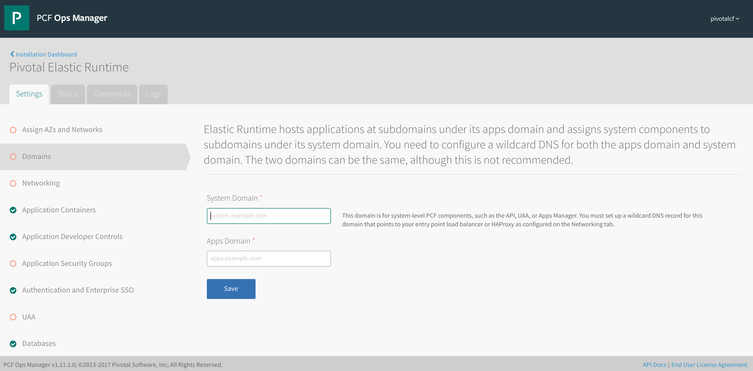 P PCF Ops Manager
pivotalcf
Installation Dashboard
Pivotal Elastic Runtime
Settings Status Credentials Logs
Assign AZs and Networks
Domains
Networking
Application Containers
Application Developer Controls
Application Security Groups
Authentication and Enterprise SSO
UAA
Databases
Elastic Runtime hosts applications at subdomains under its apps domain and assigns system components to
subdomains under its system domain. You need to configure a wildcard DNS for both the apps domain and system
domain. The two domains can be the same, although this is not recommended.
System Domain *
system.example.com
This domain is for system-level PCF components, such as the API, UAA, or Apps Manager. You must set up a wildcard DNS record for this
domain that points to your entry point load balancer or HAProxy as configured on the Networking tab.
Apps Domain *
apps.example.com
Save
PCF Ops Manager v1.11.1.0; ©2013-2017 Pivotal Software, Inc; All Rights Reserved.
API Docs | End User License Agreement